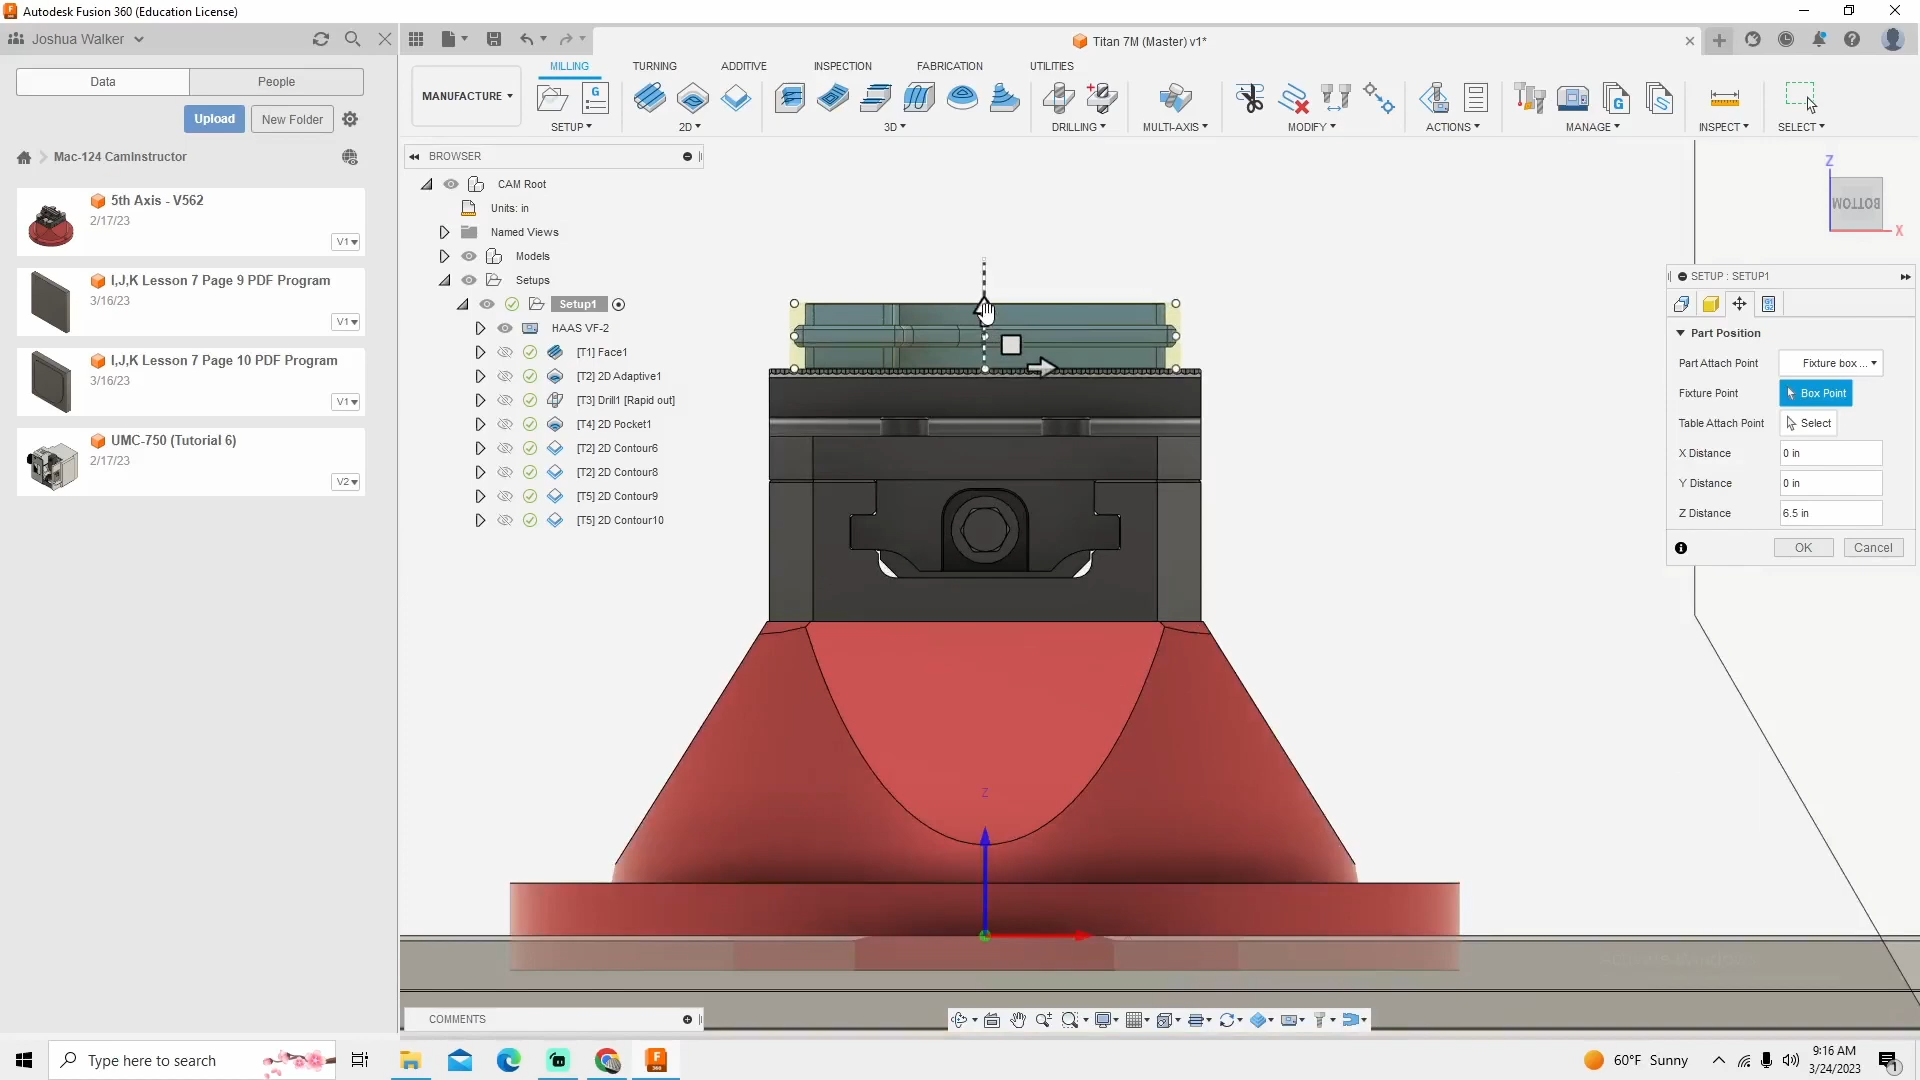 Autodesk Fusion 360 (Education License)
Joshua Walker
Titan 7M (Master) v1*
Data
People
Upload
New Folder
Mac-124 CamInstructor
5th Axis - V562
2/17/23
V1
I,J,K Lesson 7 Page 9 PDF Program
3/16/23
V1
I,J,K Lesson 7 Page 10 PDF Program
3/16/23
V1
UMC-750 (Tutorial 6)
2/17/23
V2
MANUFACTURE
MILLING
TURNING
ADDITIVE
INSPECTION
FABRICATION
UTILITIES
SETUP
2D
3D
DRILLING
MULTI-AXIS
MODIFY
ACTIONS
MANAGE
INSPECT
SELECT
BROWSER
CAM Root
Units: in
Named Views
Models
Setups
Setup1
HAAS VF-2
[T1] Face1
[T2] 2D Adaptive1
[T3] Drill1 [Rapid out]
[T4] 2D Pocket1
[T2] 2D Contour6
[T2] 2D Contour8
[T5] 2D Contour9
[T5] 2D Contour10
Z
BOTTOM
X
SETUP : SETUP1
Part Position
Part Attach Point
Fixture box ...
Fixture Point
Box Point
Table Attach Point
Select
X Distance
0 in
Y Distance
0 in
Z Distance
6.5 in
OK
Cancel
Z
COMMENTS
Type here to search
60°F Sunny
9:16 AM
3/24/2023
1